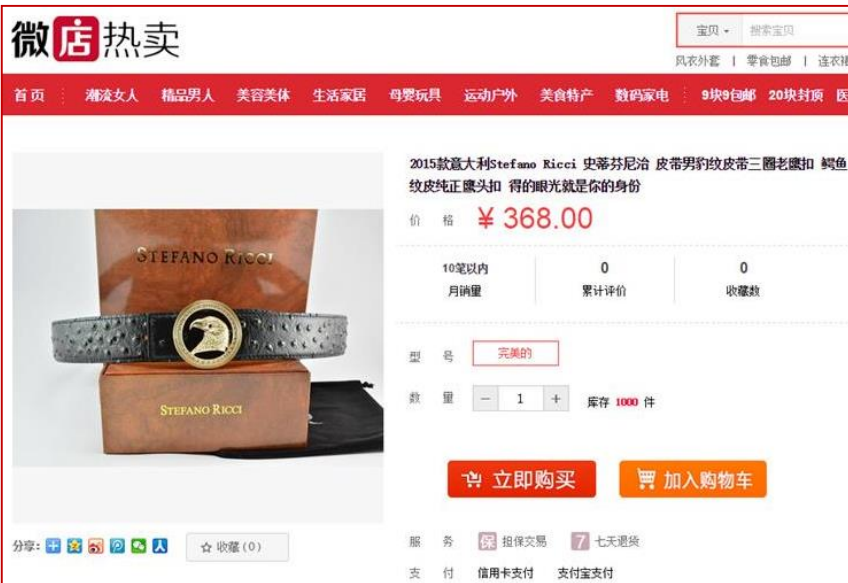 微店热卖
宝贝
搜索宝贝
风衣外套 | 零食包邮 | 连衣裙
首页 潮流女人 精品男人 美容美体 生活家居 母婴玩具 运动户外 美食特产 数码家电 9块9包邮 20块封顶 医
2015款意大利Stefano Ricci 史蒂芬尼治 皮带男豹纹皮带三圈老鹰扣 鳄鱼
纹皮纯正鹰头扣 得的眼光就是你的身份
价 格 ¥ 368.00
STEFANO RICCI
10笔以内 0 0
月销量 累计评价 收藏数
型 号 完美的
数 量 − 1 + 库存 1000 件
STEFANO RICCI
立即购买 加入购物车
分享: 收藏(0)
服 务 保 担保交易 7 七天退货
支 付 信用卡支付 支付宝支付